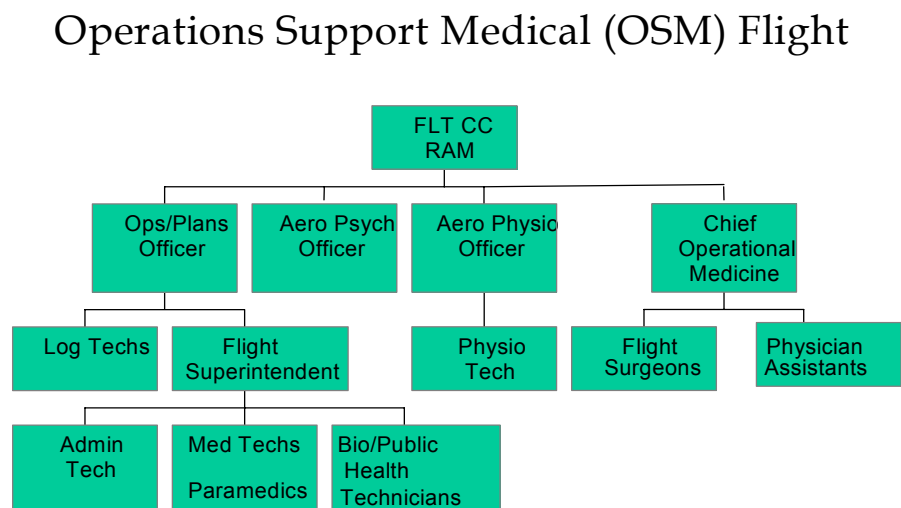 Operations Support Medical (OSM) Flight
FLT CC
RAM
Ops/Plans
Officer
Aero Psych
Officer
Aero Physio
Officer
Chief
Operational
Medicine
Log Techs
Flight
Superintendent
Physio
Tech
Flight
Surgeons
Physician
Assistants
Admin
Tech
Med Techs
Paramedics
Bio/Public
Health
Technicians